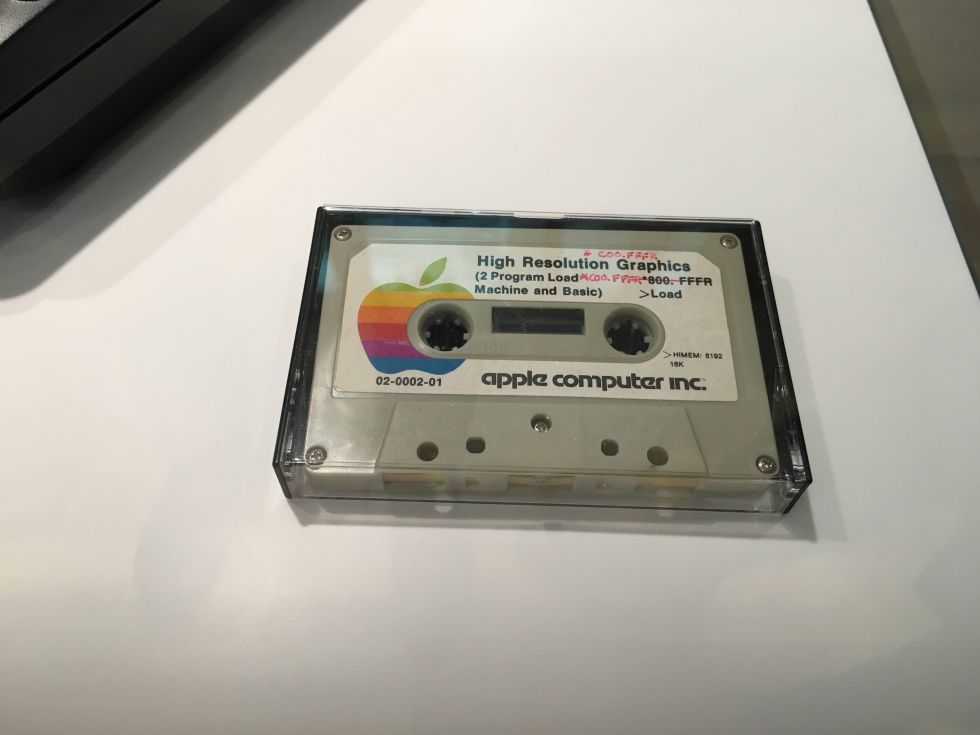 * C00.FFFR
High Resolution Graphics
(2 Program Load *C00.FFFR *800. FFFR
Machine and Basic) >Load
>HIMEM: 8192
16K
02-0002-01
apple computer inc.™